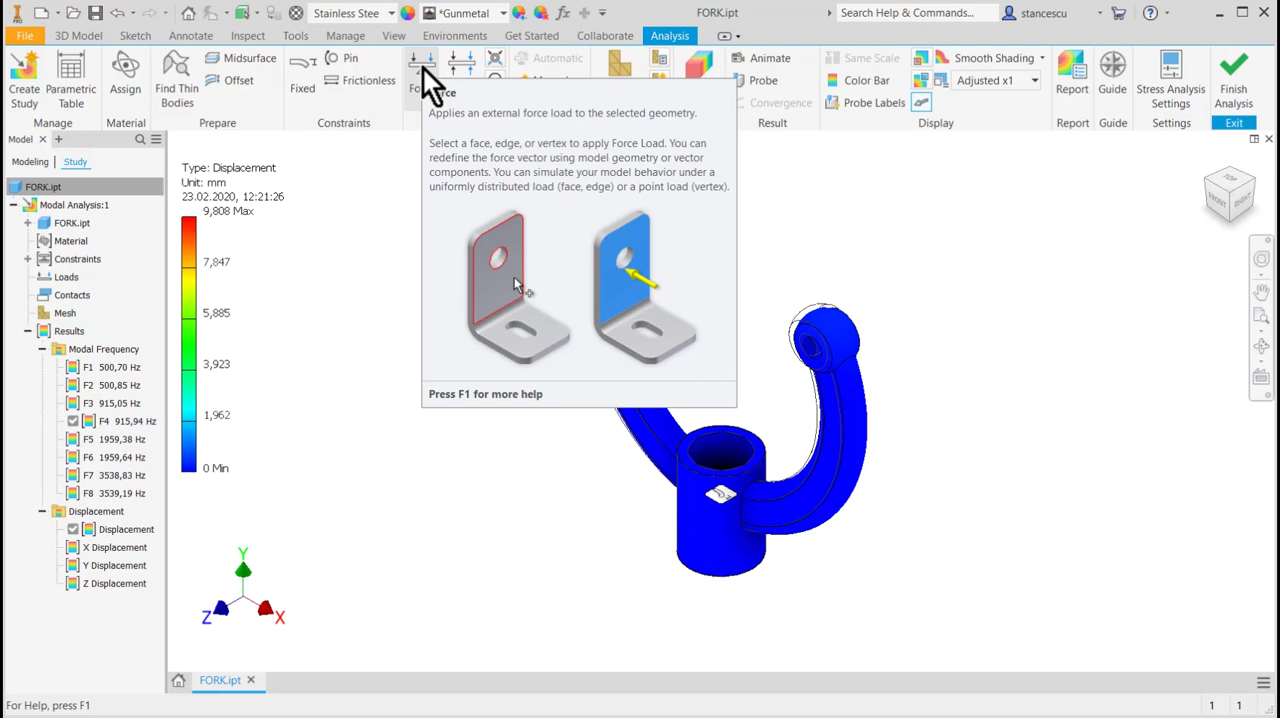 Stainless Stee
*Gunmetal
FORK.ipt
Search Help & Commands...
stancescu
File
3D Model
Sketch
Annotate
Inspect
Tools
Manage
View
Environments
Get Started
Collaborate
Analysis
Create
Study
Parametric
Table
Assign
Find Thin
Bodies
Midsurface
Offset
Fixed
Pin
Frictionless
Automatic
Animate
Probe
Convergence
Same Scale
Color Bar
Probe Labels
Smooth Shading
Adjusted x1
Report
Guide
Stress Analysis
Settings
Finish
Analysis
Manage
Material
Prepare
Constraints
Result
Display
Report
Guide
Settings
Exit
Model
Modeling
Study
FORK.ipt
Modal Analysis:1
FORK.ipt
Material
Constraints
Loads
Contacts
Mesh
Results
Modal Frequency
F1 500,70 Hz
F2 500,85 Hz
F3 915,05 Hz
F4 915,94 Hz
F5 1959,38 Hz
F6 1959,64 Hz
F7 3538,83 Hz
F8 3539,19 Hz
Displacement
Displacement
X Displacement
Y Displacement
Z Displacement
Type: Displacement
Unit: mm
23.02.2020, 12:21:26
9,808 Max
7,847
5,885
3,923
1,962
0 Min
Applies an external force load to the selected geometry.
Select a face, edge, or vertex to apply Force Load. You can
redefine the force vector using model geometry or vector
components. You can simulate your model behavior under a
uniformly distributed load (face, edge) or a point load (vertex).
Press F1 for more help
TOP
FRONT
RIGHT
Y
Z
X
FORK.ipt
For Help, press F1
1
1